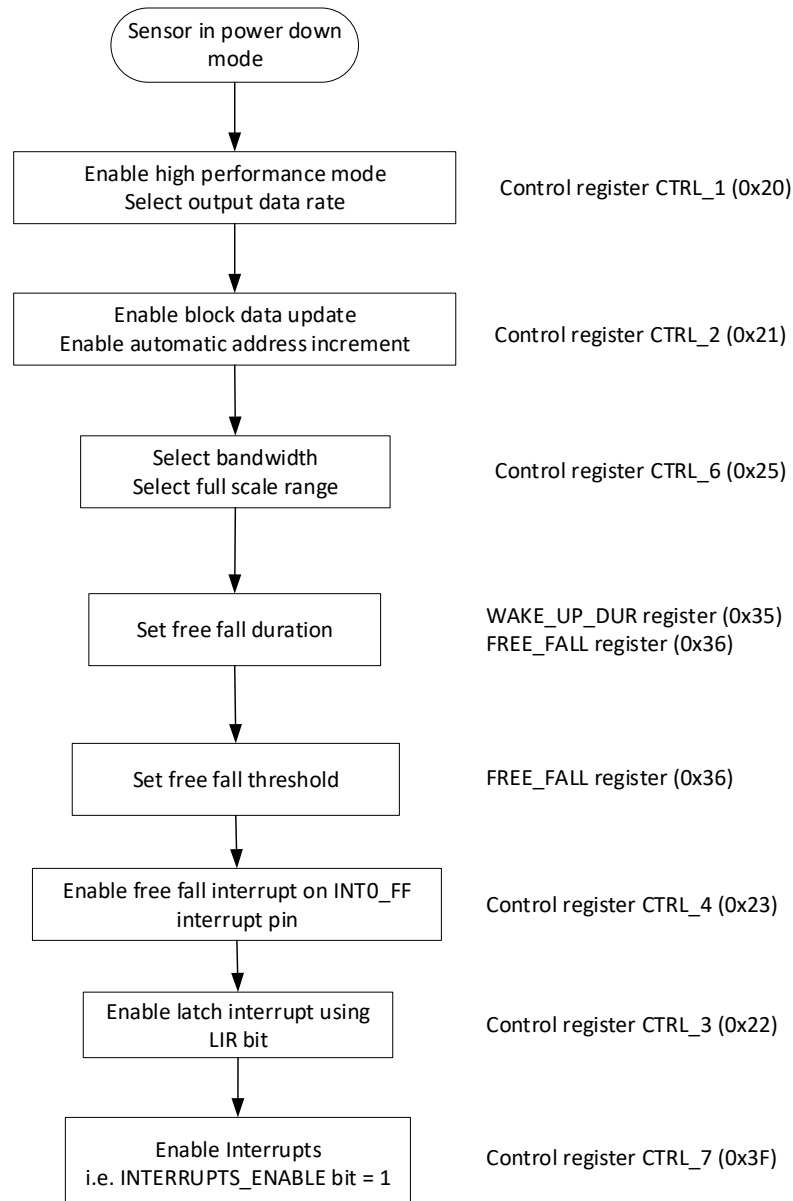 Sensor in power down
mode
Enable high performance mode
Select output data rate
Control register CTRL_1 (0x20)
Enable block data update
Enable automatic address increment
Control register CTRL_2 (0x21)
Select bandwidth
Select full scale range
Control register CTRL_6 (0x25)
Set free fall duration
WAKE_UP_DUR register (0x35)
FREE_FALL register (0x36)
Set free fall threshold
FREE_FALL register (0x36)
Enable free fall interrupt on INT0_FF
interrupt pin
Control register CTRL_4 (0x23)
Enable latch interrupt using
LIR bit
Control register CTRL_3 (0x22)
Enable Interrupts
i.e. INTERRUPTS_ENABLE bit = 1
Control register CTRL_7 (0x3F)